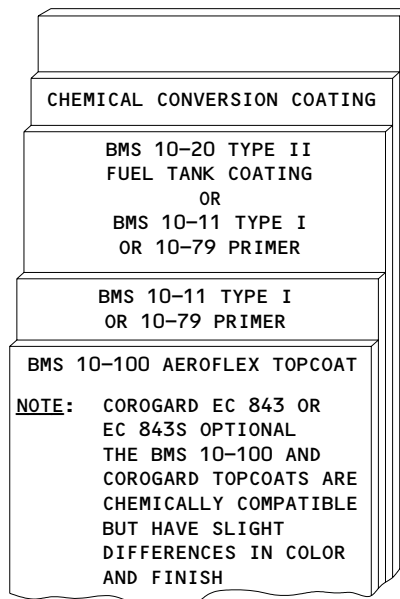 CHEMICAL CONVERSION COATING
BMS 10-20 TYPE II
FUEL TANK COATING
OR
BMS 10-11 TYPE I
OR 10-79 PRIMER
BMS 10-11 TYPE I
OR 10-79 PRIMER
BMS 10-100 AEROFLEX TOPCOAT
NOTE: COROGARD EC 843 OR
EC 843S OPTIONAL
THE BMS 10-100 AND
COROGARD TOPCOATS ARE
CHEMICALLY COMPATIBLE
BUT HAVE SLIGHT
DIFFERENCES IN COLOR
AND FINISH